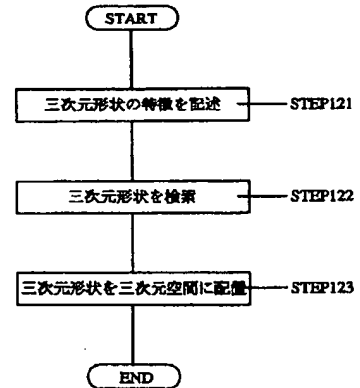 START
三次元形状の特徴を記述
STEP121
三次元形状を検索
STEP122
三次元形状を三次元空間に配置
STEP123
END